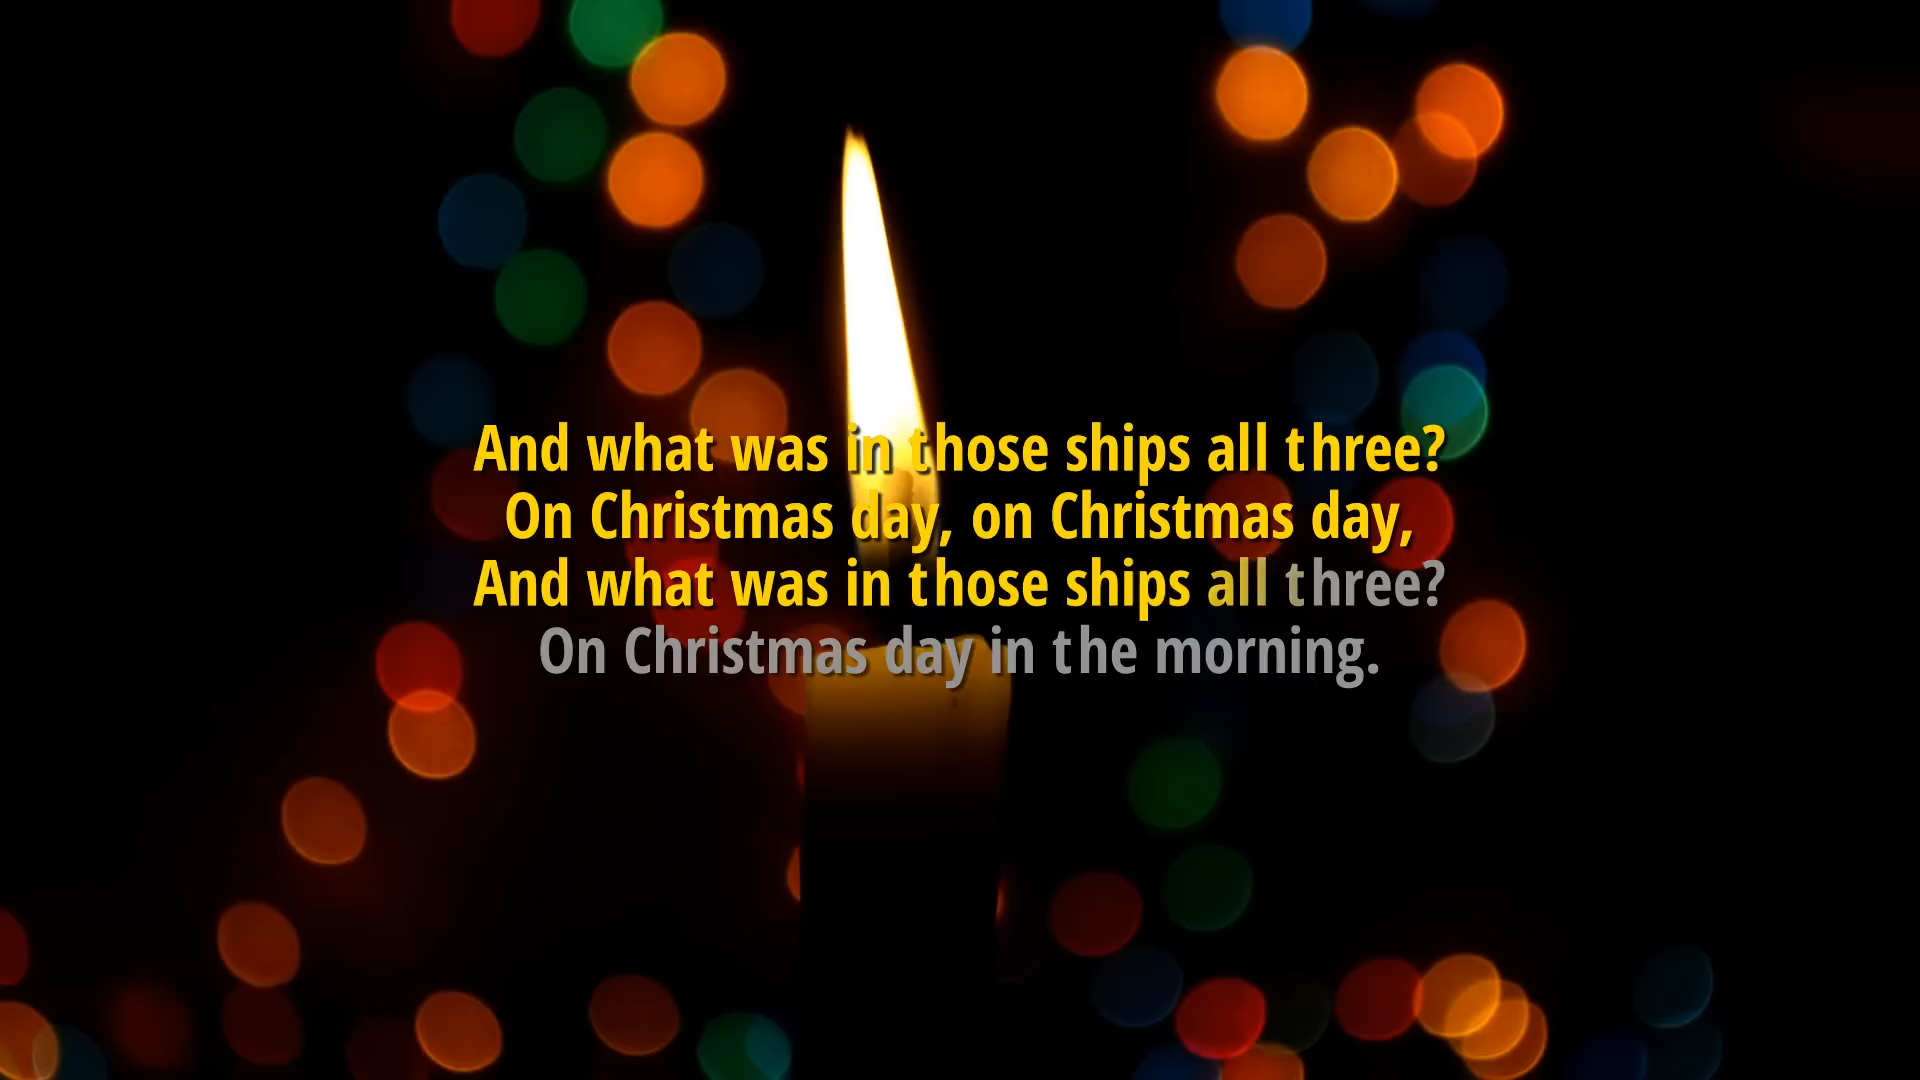 And what was in those ships all three?
On Christmas day, on Christmas day,
And what was in those ships all three?
On Christmas day in the morning.